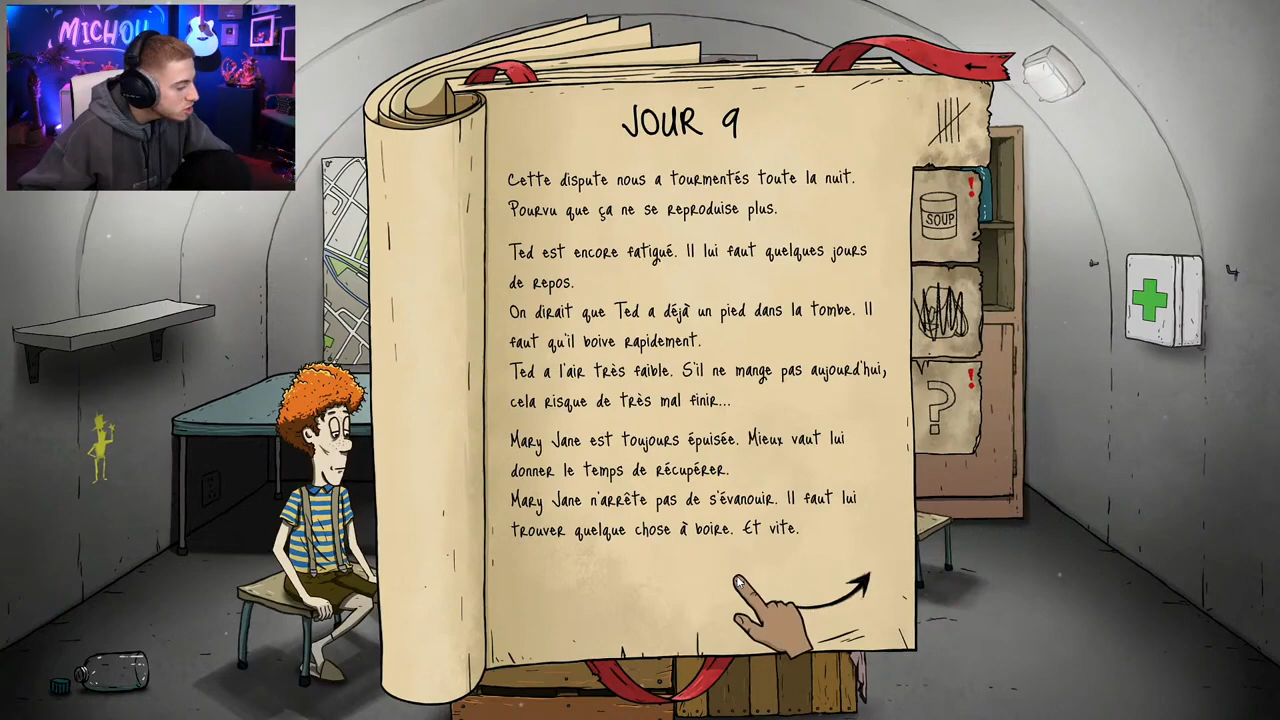 MICHOU
JOUR 9
Cette dispute nous a tourmentés toute la nuit.
Pourvu que ça ne se reproduise plus.
Ted est encore fatigué. Il lui faut quelques jours
de repos.
On dirait que Ted a déjà un pied dans la tombe. Il
faut qu'il boive rapidement.
Ted a l'air très faible. S'il ne mange pas aujourd'hui,
cela risque de très mal finir...
Mary Jane est toujours épuisée. Mieux vaut lui
donner le temps de récupérer.
Mary Jane n'arrête pas de s'évanouir. Il faut lui
trouver quelque chose à boire. Et vite.
!
SOUP
!
?